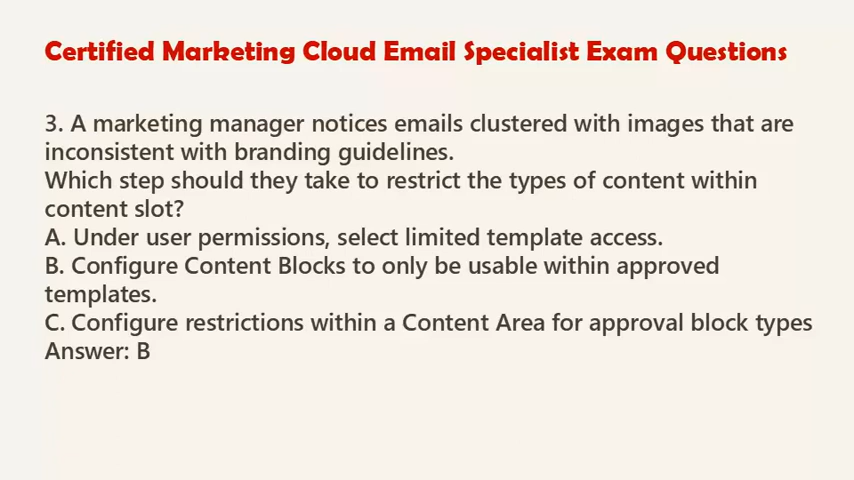 Certified Marketing Cloud Email Specialist Exam Questions
3. A marketing manager notices emails clustered with images that are
inconsistent with branding guidelines.
Which step should they take to restrict the types of content within
content slot?
A. Under user permissions, select limited template access.
B. Configure Content Blocks to only be usable within approved
templates.
C. Configure restrictions within a Content Area for approval block types
Answer: B